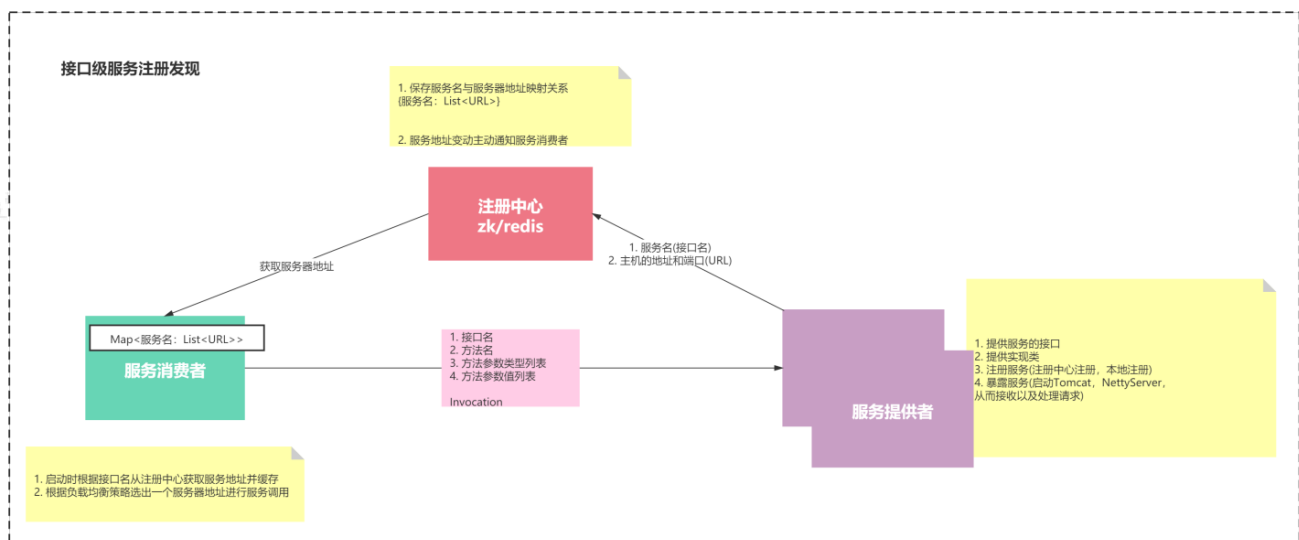 接口级服务注册发现
1. 保存服务名与服务器地址映射关系
{服务名：List<URL>}
2. 服务地址变动主动通知服务消费者
注册中心
zk/redis
1. 服务名(接口名)
2. 主机的地址和端口(URL)
获取服务器地址
Map<服务名：List<URL>>
服务消费者
1. 接口名
2. 方法名
3. 方法参数类型列表
4. 方法参数值列表
Invocation
服务提供者
1. 提供服务的接口
2. 提供实现类
3. 注册服务(注册中心注册，本地注册)
4. 暴露服务(启动Tomcat，NettyServer，
从而接收以及处理请求)
1. 启动时根据接口名从注册中心获取服务地址并缓存
2. 根据负载均衡策略选出一个服务器地址进行服务调用